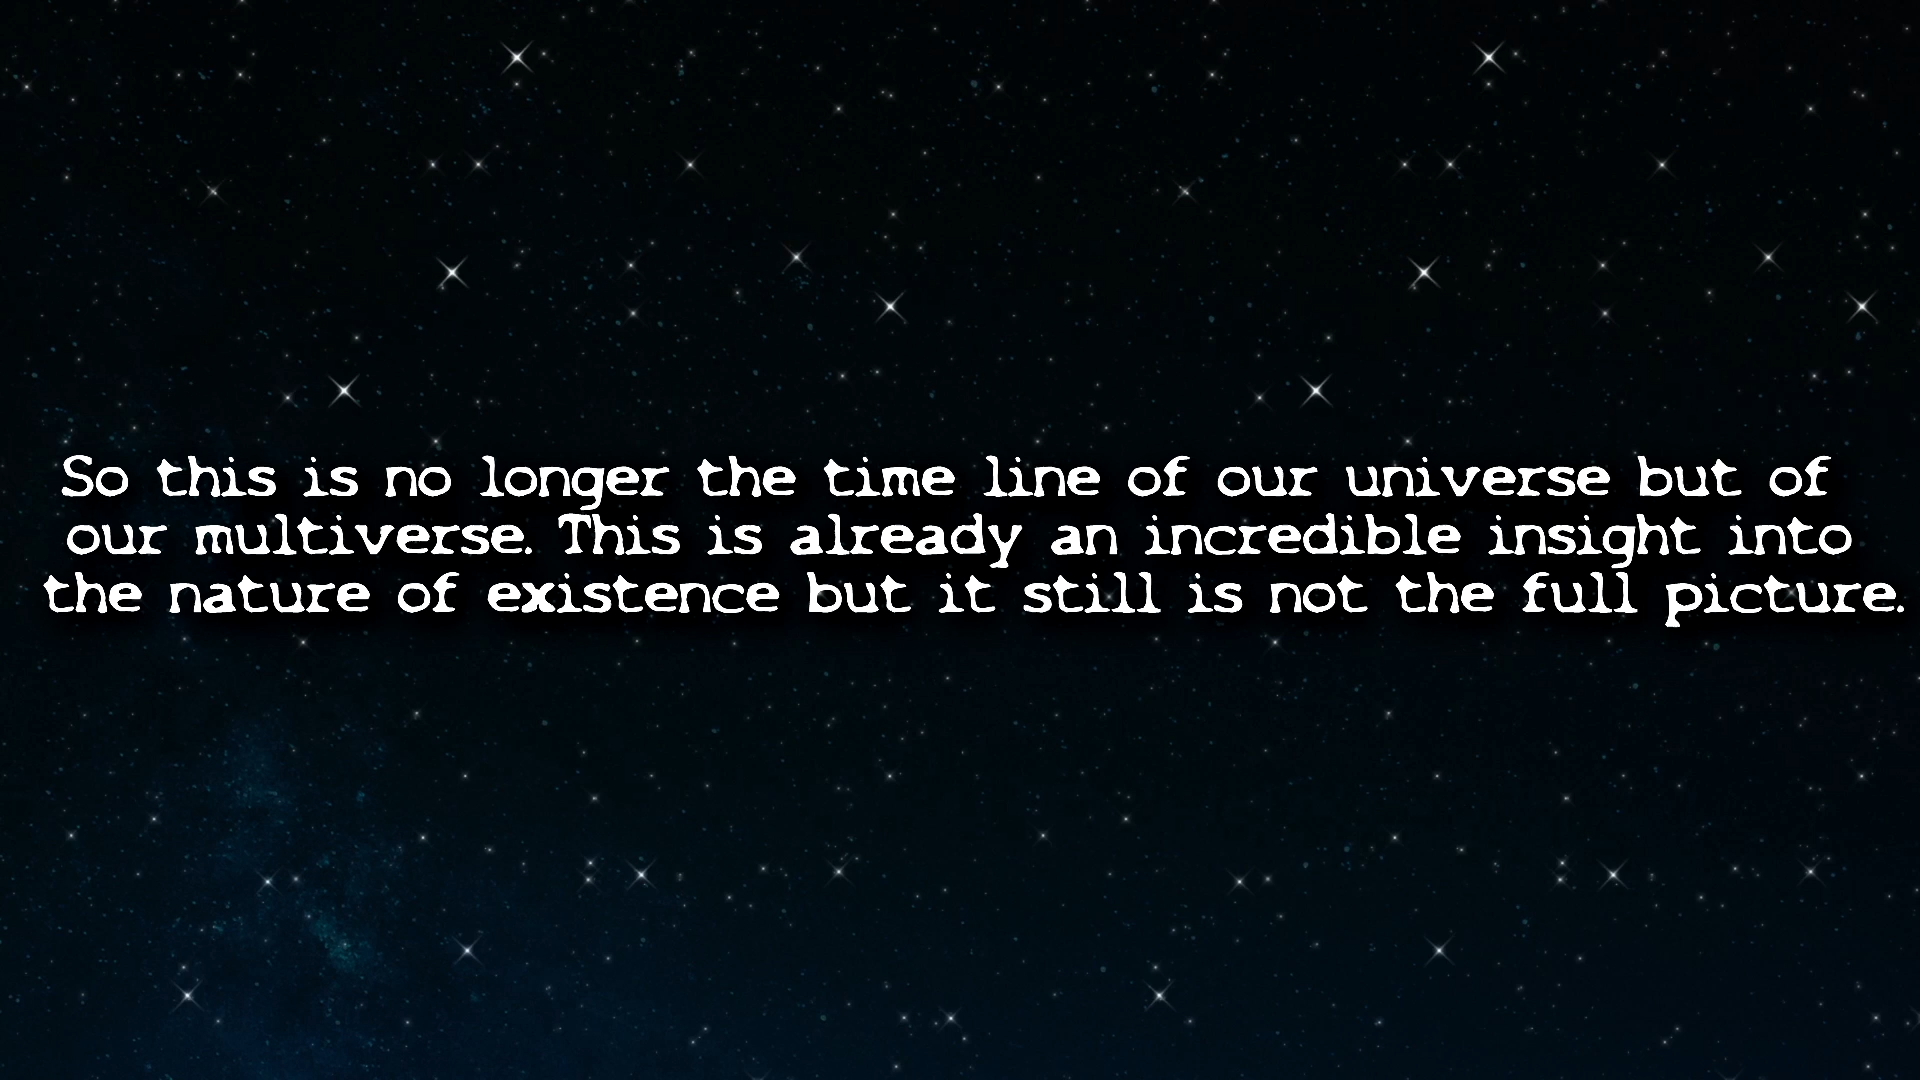 So this is no longer the time line of our universe but of
our multiverse. This is already an incredible insight into
the nature of existence but it still is not the full picture.